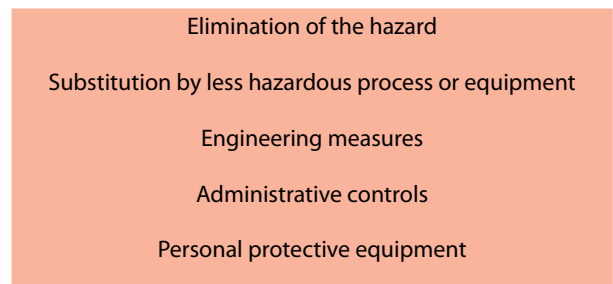 Elimination of the hazard
Substitution by less hazardous process or equipment
Engineering measures
Administrative controls
Personal protective equipment